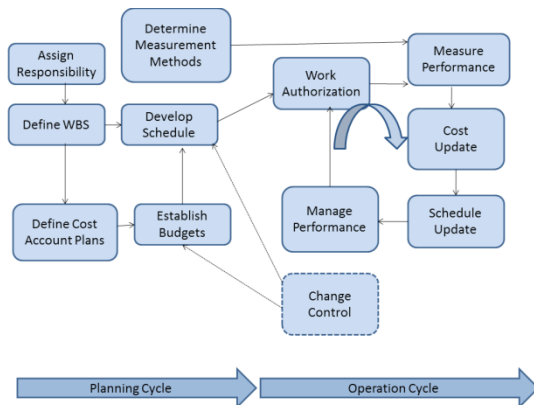 Determine
Measurement
Methods
Assign
Responsibility
Measure
Performance
Work
Authorization
Define WBS
Develop
Schedule
Cost
Update
Define Cost
Account Plans
Establish
Budgets
Manage
Performance
Schedule
Update
Change
Control
Planning Cycle
Operation Cycle